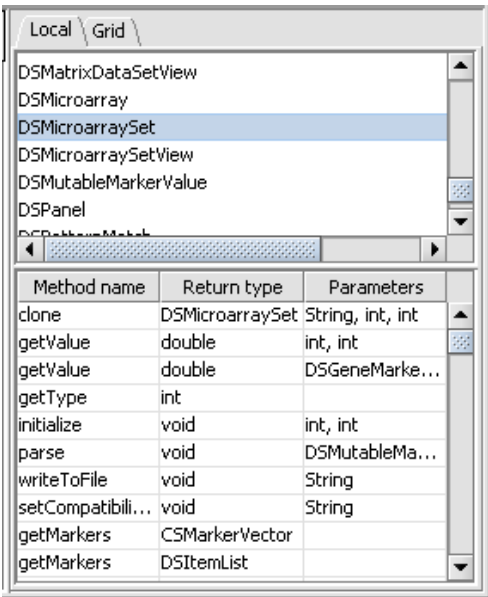 Local Grid
DSMatrixDataSetView
DSMicroarray
DSMicroarraySet
DSMicroarraySetView
DSMutableMarkerValue
DSPanel
DSPatternMatch
Method name Return type Parameters
clone DSMicroarraySet String, int, int
getValue double int, int
getValue double DSGeneMarke...
getType int
initialize void int, int
parse void DSMutableMa...
writeToFile void String
setCompatibili... void String
getMarkers CSMarkerVector
getMarkers DSItemList